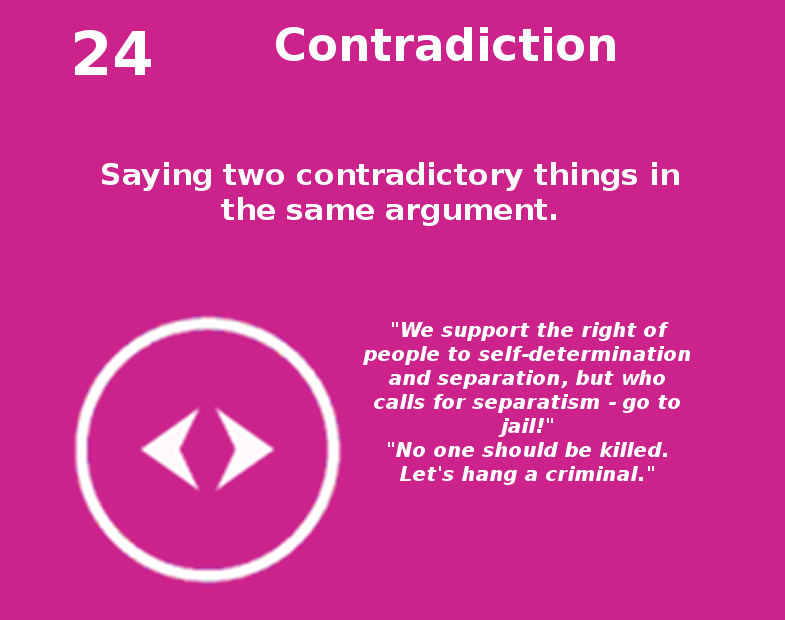 24
Contradiction
Saying two contradictory things in
the same argument.
"We support the right of
people to self-determination
and separation, but who
calls for separatism - go to
jail!"
"No one should be killed.
Let's hang a criminal."